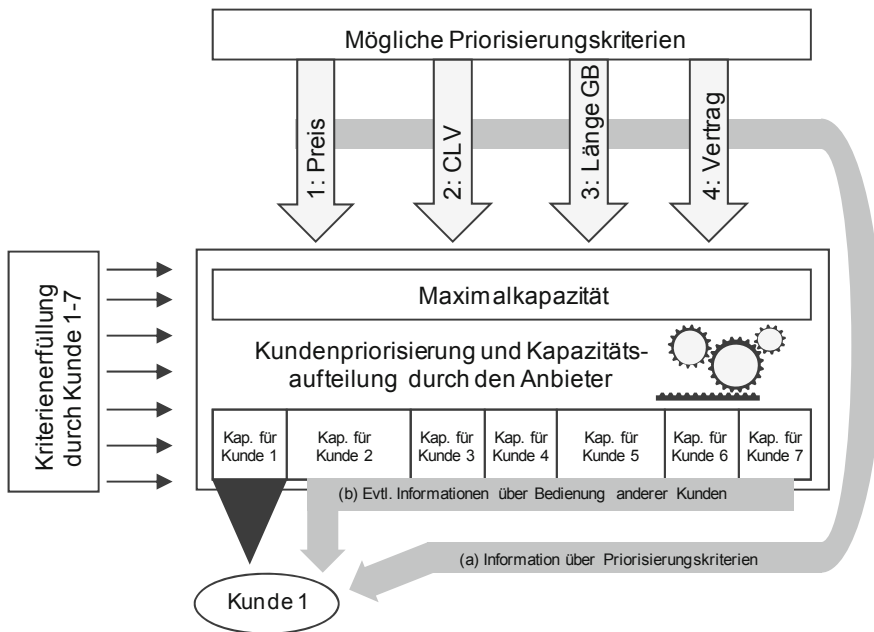 Mögliche Priorisierungskriterien
1: Preis
2: CLV
3: Länge GB
4: Vertrag
Kriterienerfüllung
durch Kunde 1-7
Maximalkapazität
Kundenpriorisierung und Kapazitäts-
aufteilung durch den Anbieter
Kap. für
Kunde 1
Kap. für
Kunde 2
Kap. für
Kunde 3
Kap. für
Kunde 4
Kap. für
Kunde 5
Kap. für
Kunde 6
Kap. für
Kunde 7
(b) Evtl. Informationen über Bedienung anderer Kunden
(a) Information über Priorisierungskriterien
Kunde 1